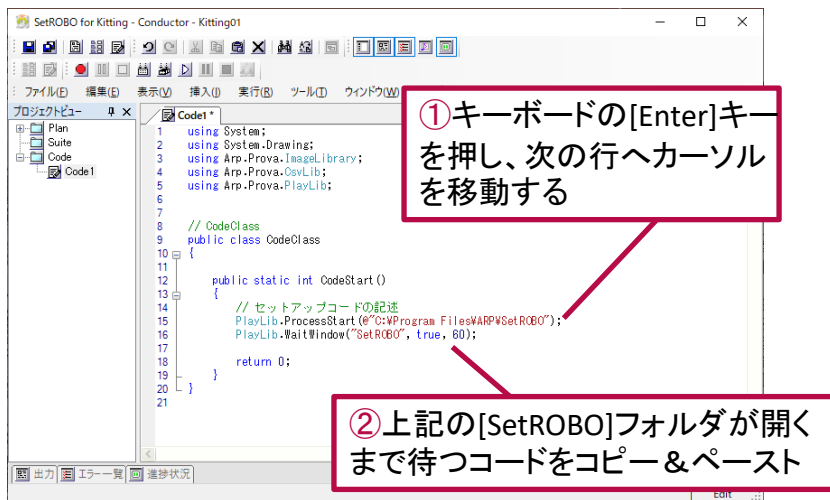 SetROBO for Kitting - Conductor - Kitting01
ファイル(F) 編集(E) 表示(V) 挿入(I) 実行(R) ツール(T) ウィンドウ(W)
プロジェクトビュー
Plan
Suite
Code
Code1
Code1*
1 using System;
2 using System.Drawing;
3 using Arp.Prova.ImageLibrary;
4 using Arp.Prova.CsvLib;
5 using Arp.Prova.PlayLib;
6
7
8 // CodeClass
9 public class CodeClass
10 {
11
12 public static int CodeStart()
13 {
14 // セットアップコードの記述
15 PlayLib.ProcessStart(@"C:¥Program Files¥ARP¥SetROBO");
16 PlayLib.WaitWindow("SetROBO", true, 60);
17
18 return 0;
19 }
20 }
21
①キーボードの[Enter]キー
を押し、次の行へカーソル
を移動する
②上記の[SetROBO]フォルダが開く
まで待つコードをコピー＆ペースト
出力 エラー一覧 進捗状況
Edit